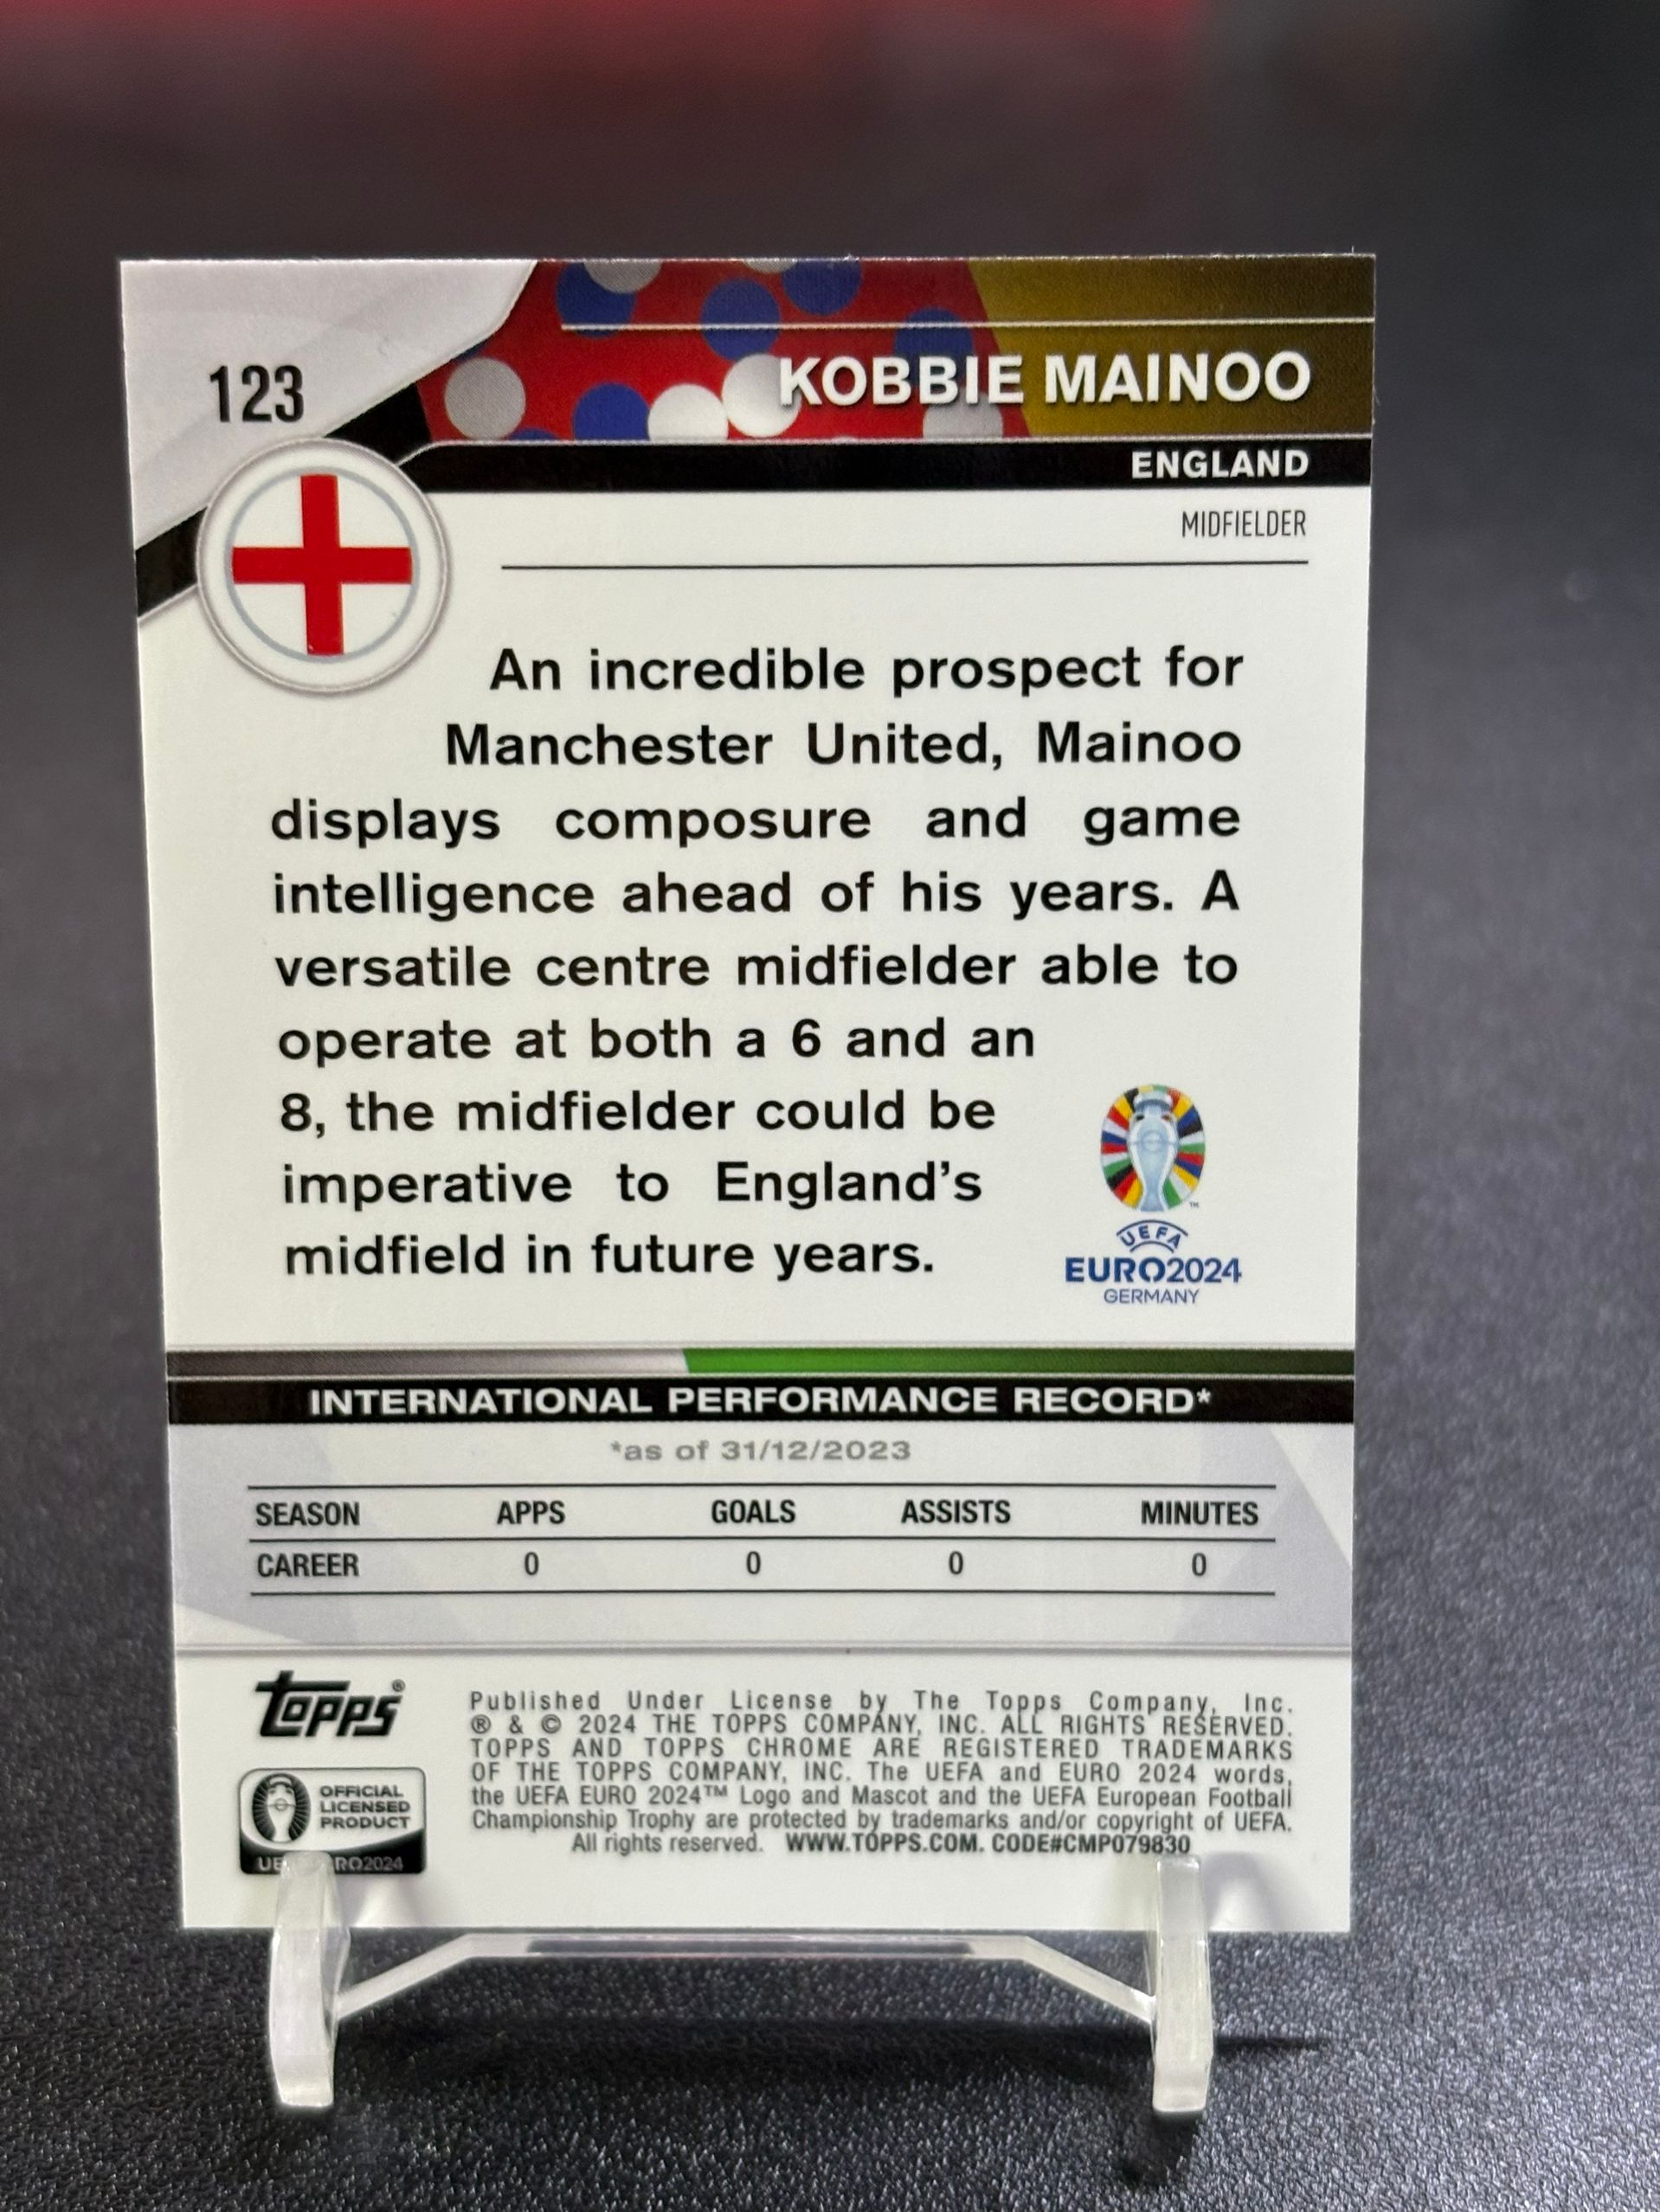 123
KOBBIE MAINOO
ENGLAND
MIDFIELDER
An incredible prospect for
Manchester United, Mainoo
displays composure and game
intelligence ahead of his years. A
versatile centre midfielder able to
operate at both a 6 and an
8, the midfielder could be
imperative to England's
midfield in future years.
™
UEFA
EURO2024
GERMANY
INTERNATIONAL PERFORMANCE RECORD*
*as of 31/12/2023
SEASON APPS GOALS ASSISTS MINUTES
CAREER 0 0 0 0
topps®
OFFICIAL
LICENSED
PRODUCT
Published Under License by The Topps Company, Inc.
® & © 2024 THE TOPPS COMPANY, INC. ALL RIGHTS RESERVED.
TOPPS AND TOPPS CHROME ARE REGISTERED TRADEMARKS
OF THE TOPPS COMPANY, INC. The UEFA and EURO 2024 words,
the UEFA EURO 2024™ Logo and Mascot and the UEFA European Football
Championship Trophy are protected by trademarks and/or copyright of UEFA.
All rights reserved. WWW.TOPPS.COM. CODE#CMP079830